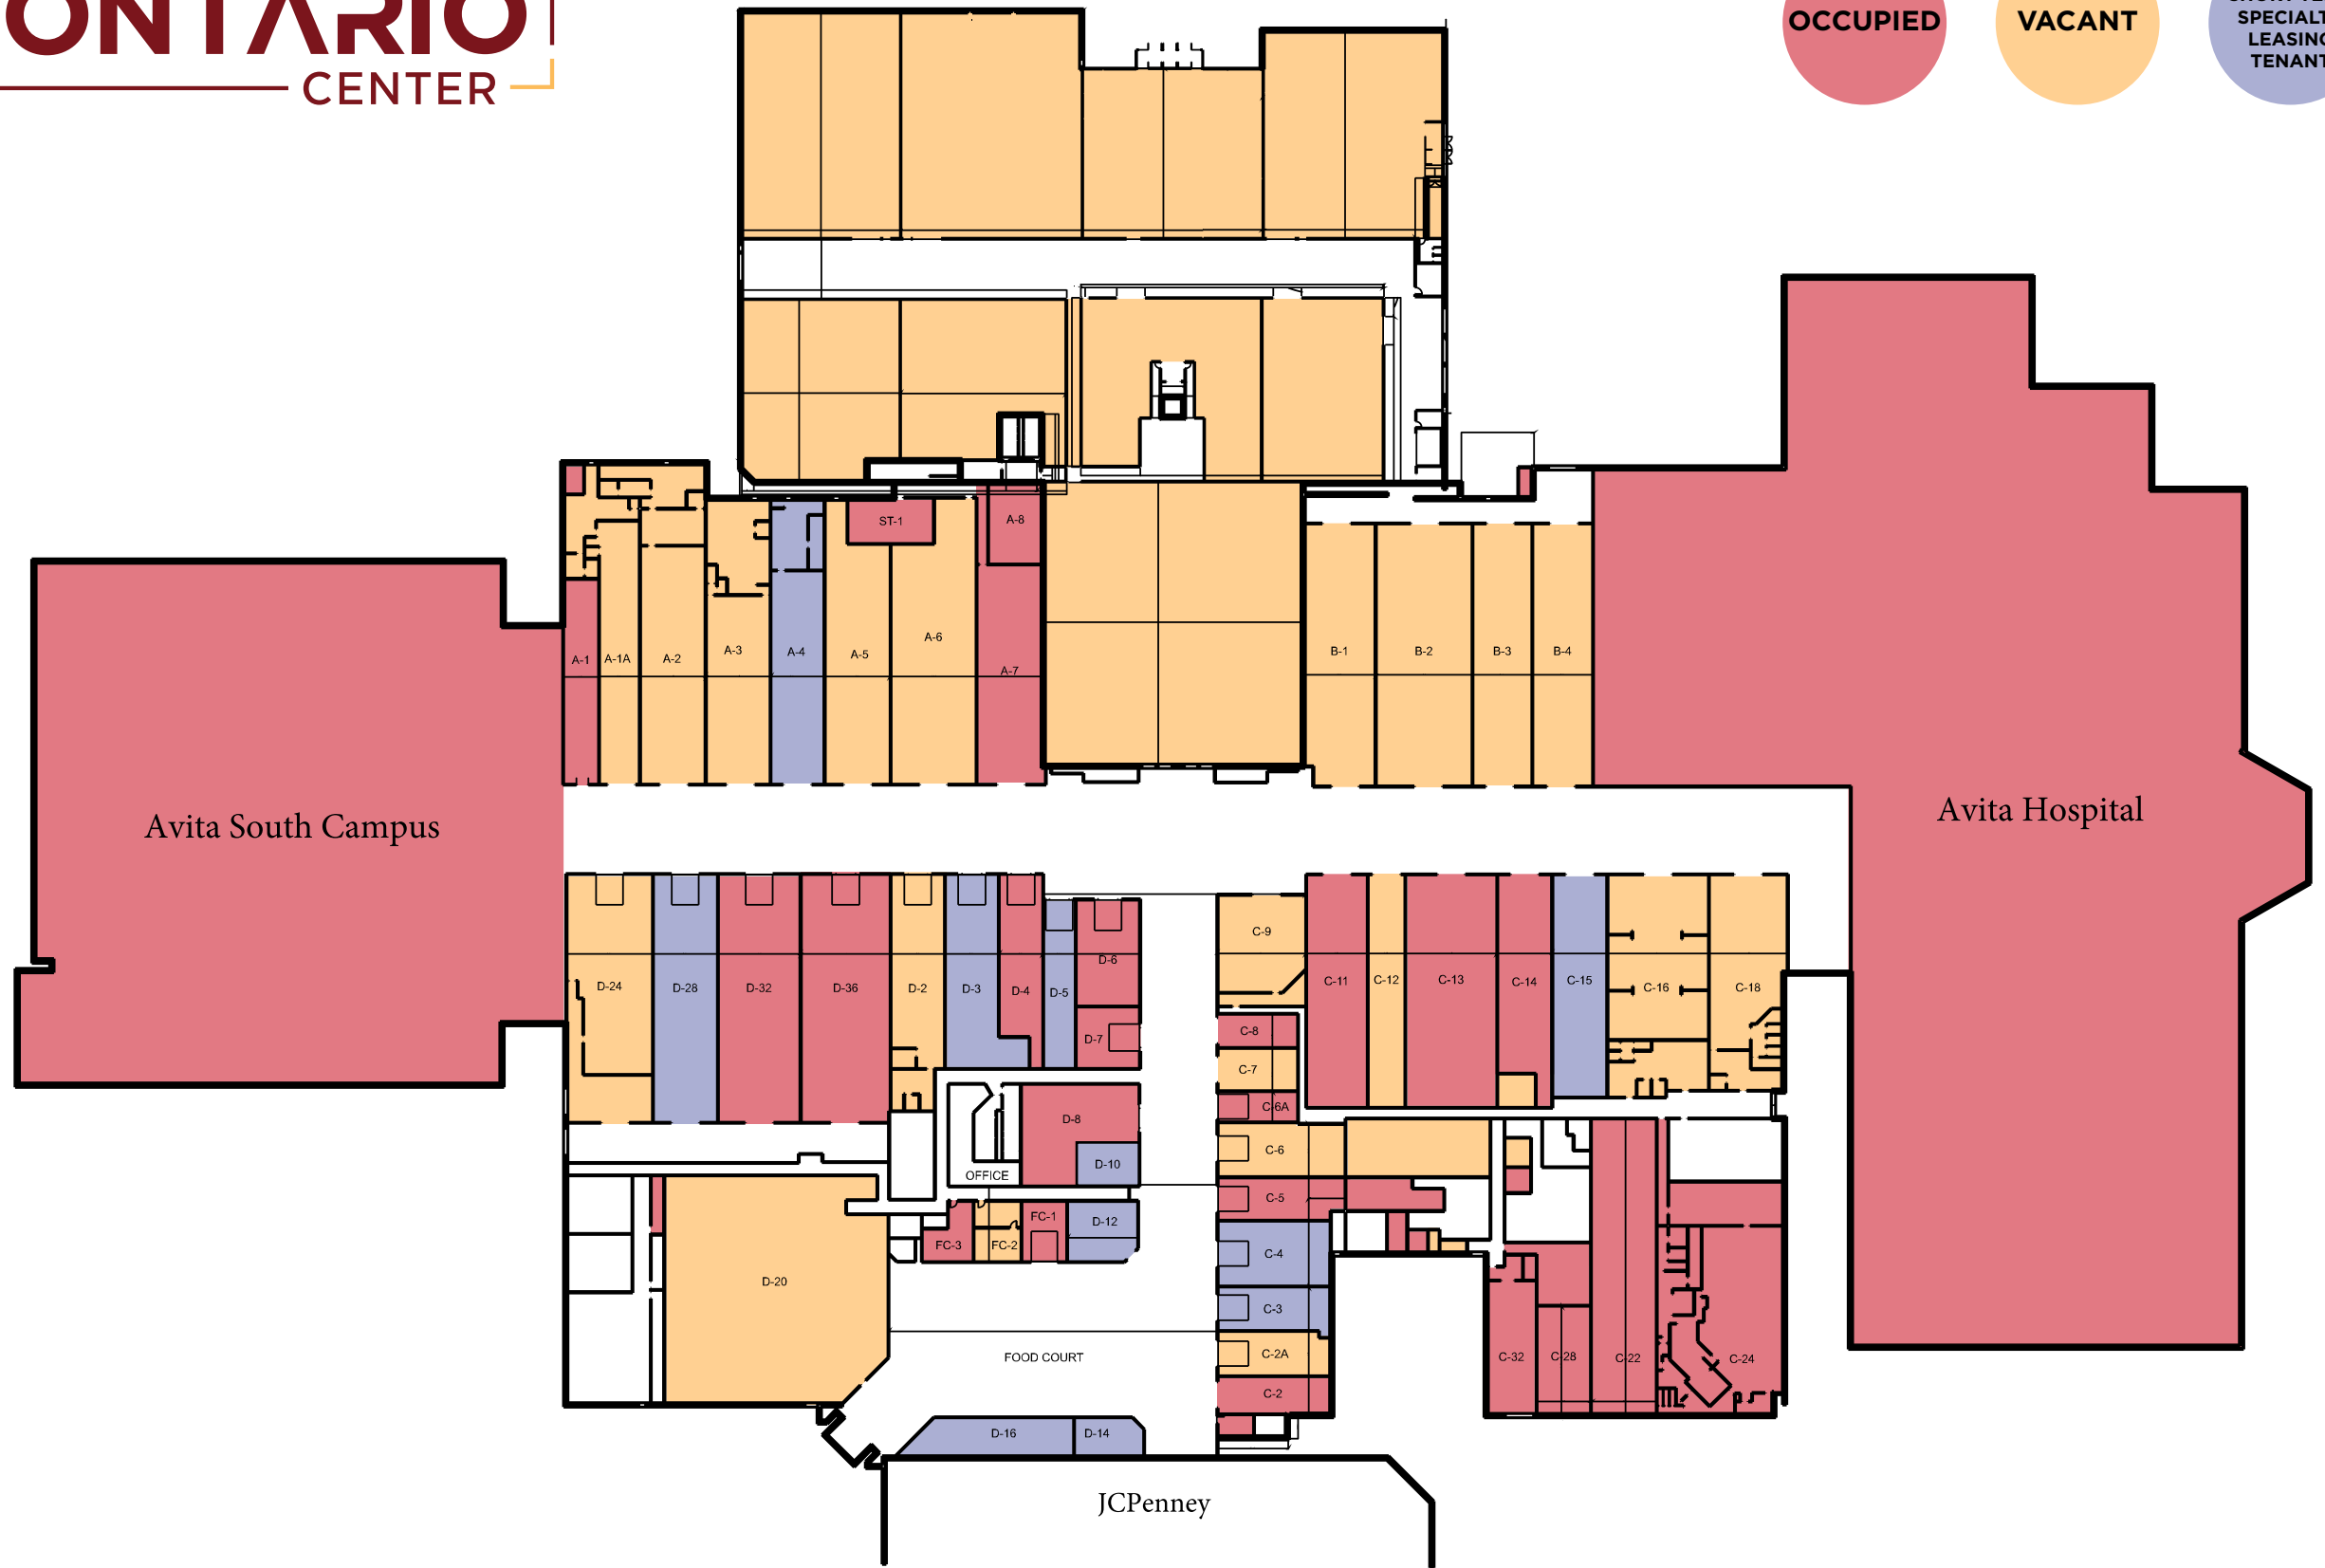 ONTARIO
CENTER
OCCUPIED
VACANT
LEASING
TENANT
ST-1
A-8
A-6
A-3
A-4
A-5
A-1
A-1A
A-2
A-7
B-1
B-2
B-3
B-4
Avita South Campus
Avita Hospital
D-24
D-28
D-32
D-36
D-2
D-3
D-4
D-5
D-6
D-7
D-8
D-10
OFFICE
FC-3
FC-2
FC-1
D-12
D-20
FOOD COURT
D-16
D-14
C-9
C-11
C-12
C-13
C-14
C-15
C-16
C-18
C-8
C-7
C-6A
C-6
C-5
C-4
C-3
C-2A
C-2
C-32
C-28
C-22
C-24
JCPenney